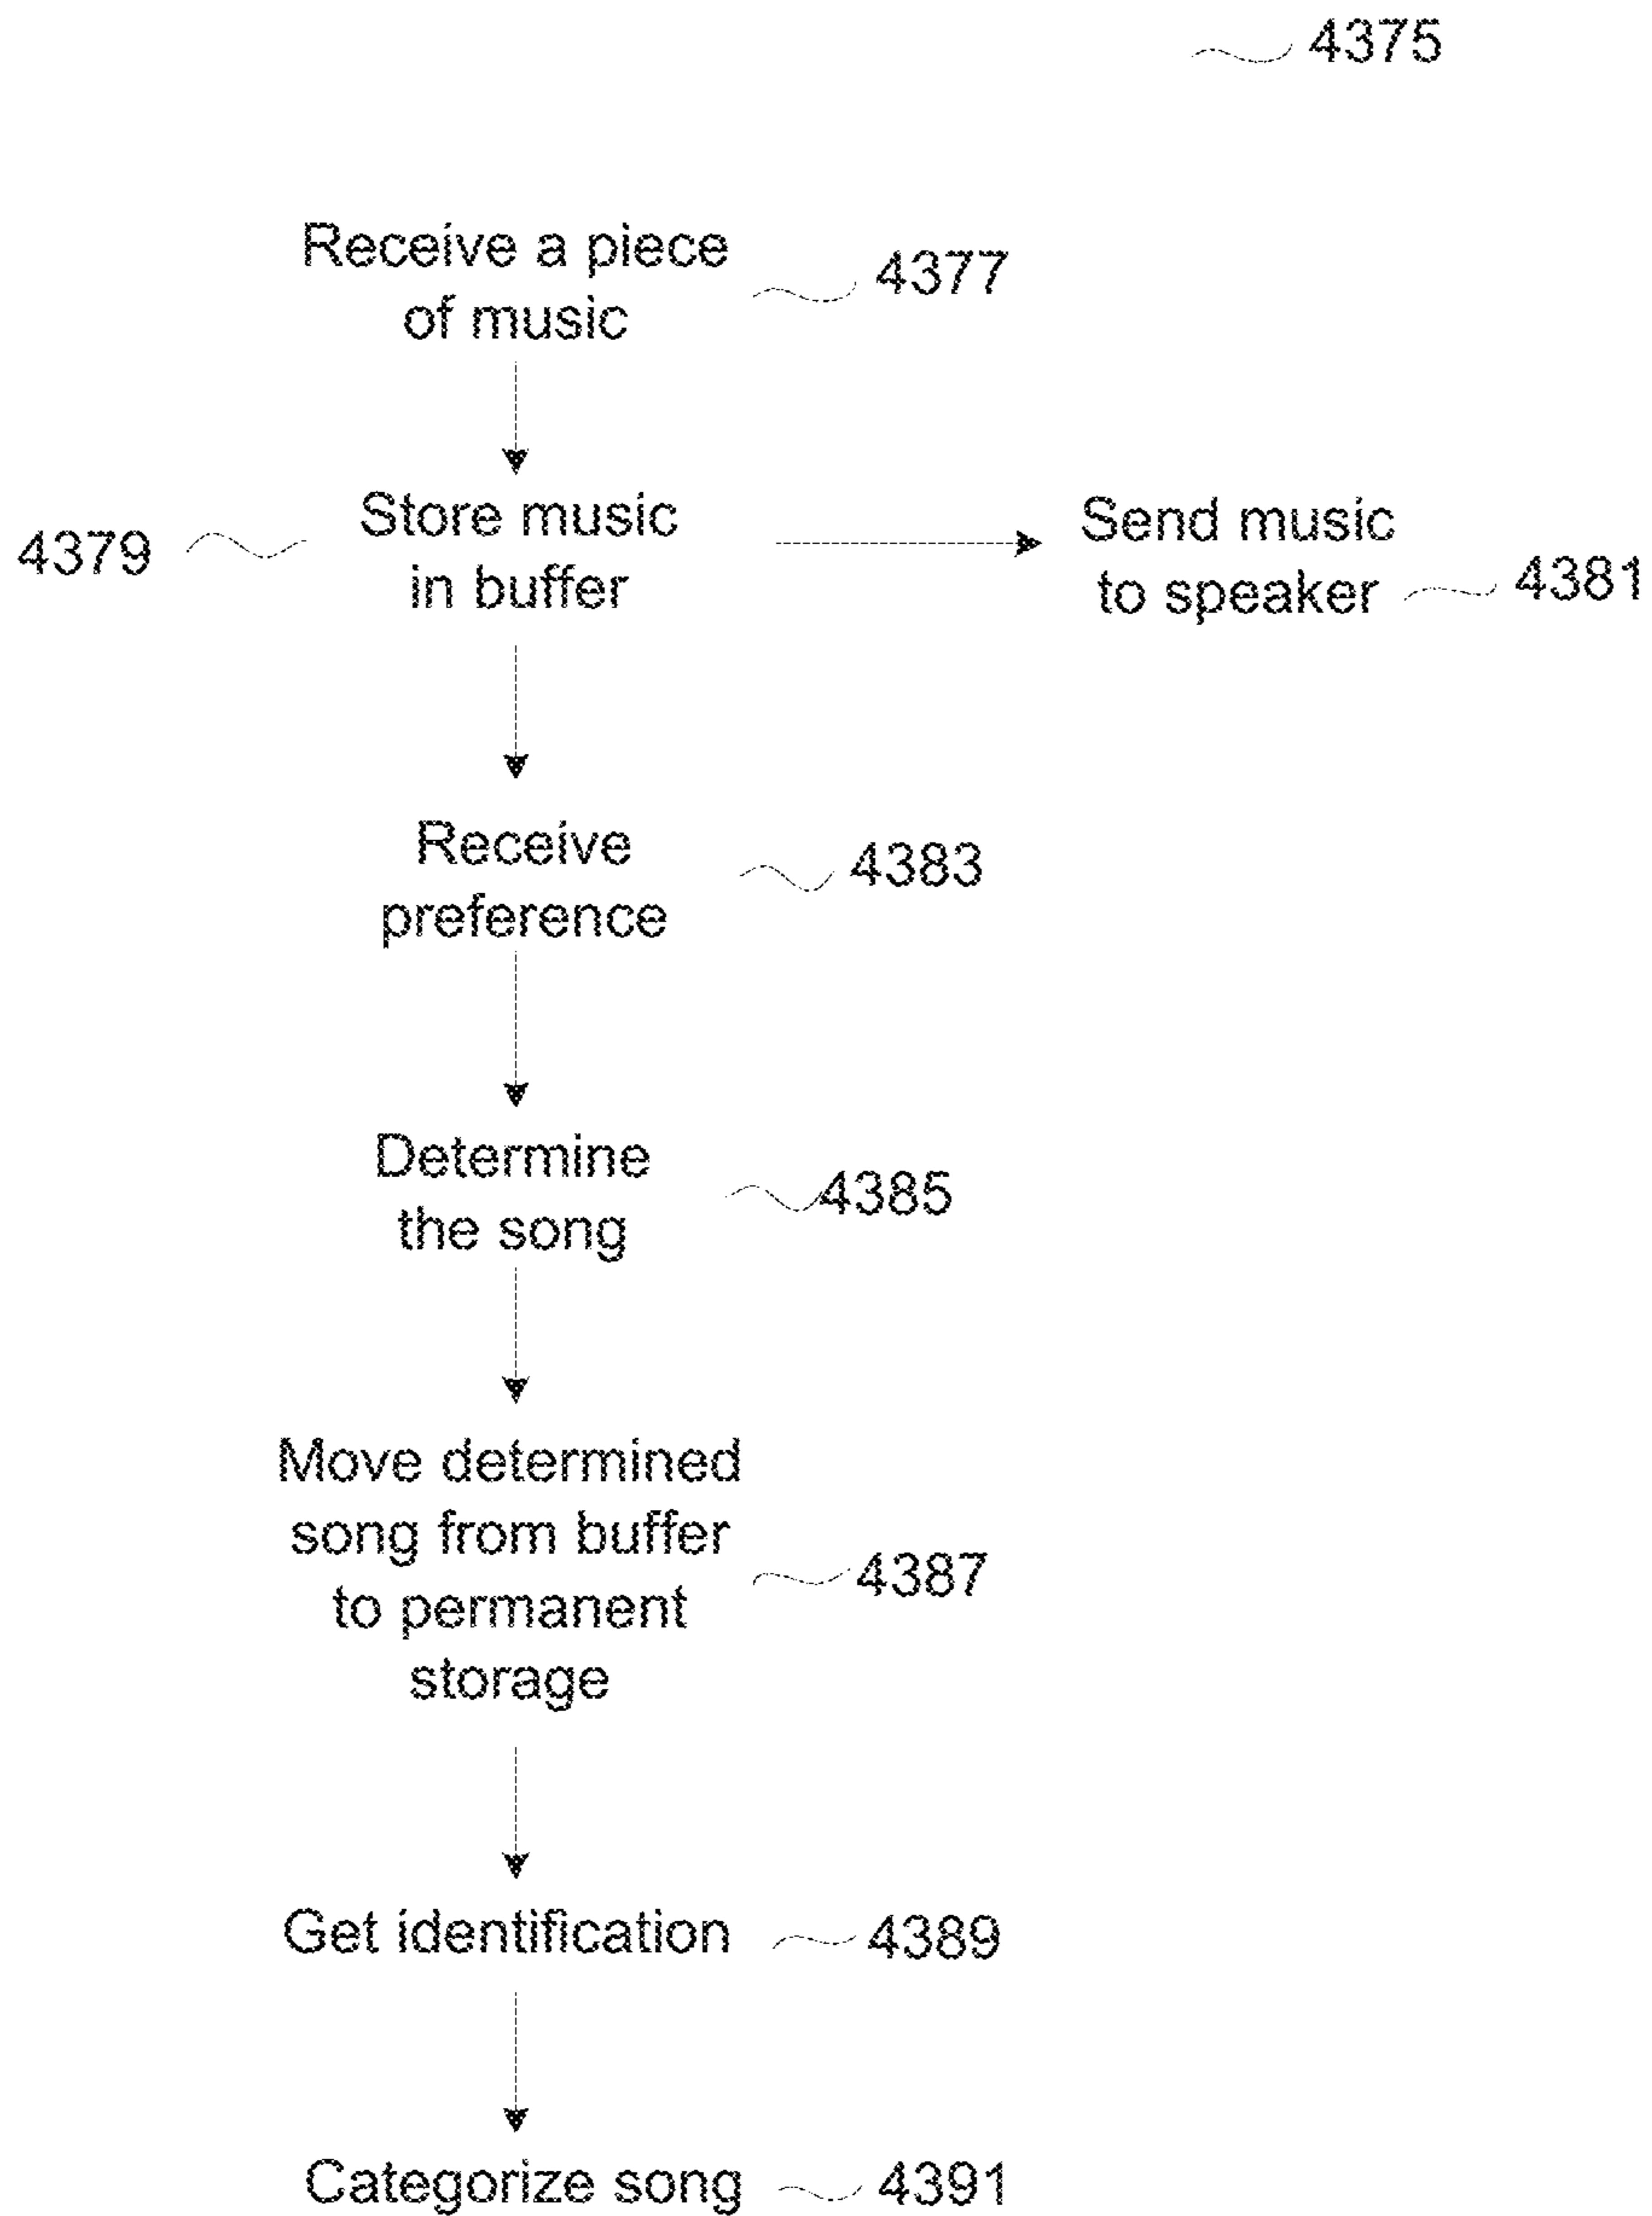 4375
Receive a piece
of music
4377
4379
Store music
in buffer
Send music
to speaker
4381
Receive
preference
4383
Determine
the song
4385
Move determined
song from buffer
to permanent
storage
4387
Get identification
4389
Categorize song
4391